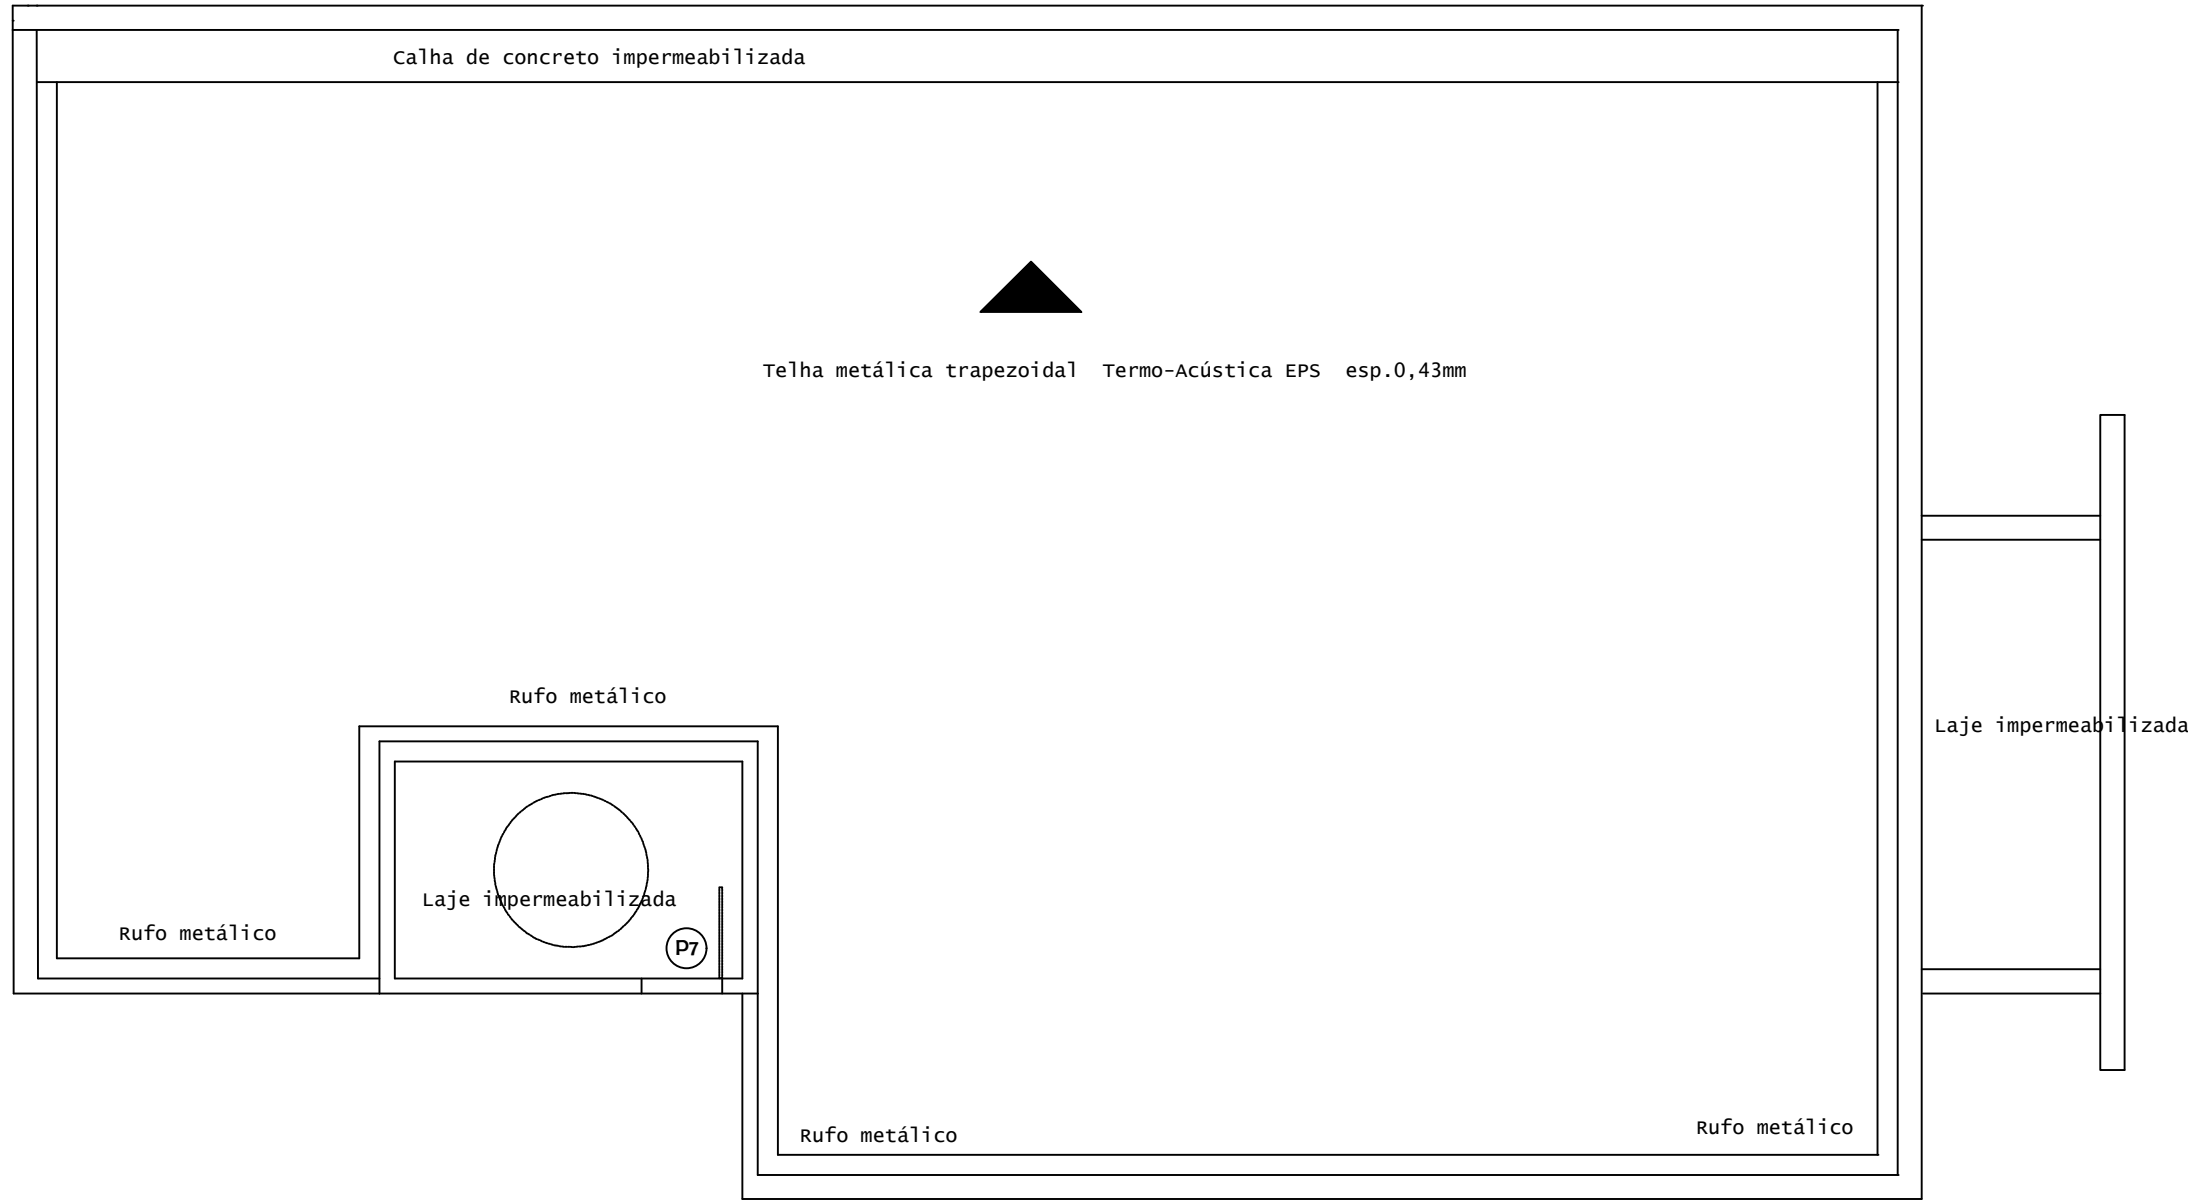 Calha de concreto impermeabilizada
Telha metálica trapezoidal  Termo-Acústica EPS  esp.0,43mm
Rufo metálico
Laje impermeabilizada
Laje impermeabilizada
Rufo metálico
P7
Rufo metálico
Rufo metálico